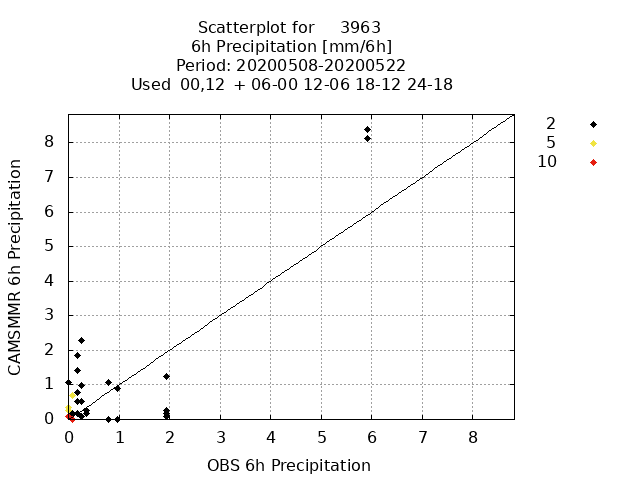 Scatterplot for     3963
6h Precipitation [mm/6h]
Period: 20200508-20200522
Used  00,12  + 06-00 12-06 18-12 24-18
2
5
10
CAMSMMR 6h Precipitation
8
7
6
5
4
3
2
1
0
0 1 2 3 4 5 6 7 8
OBS 6h Precipitation